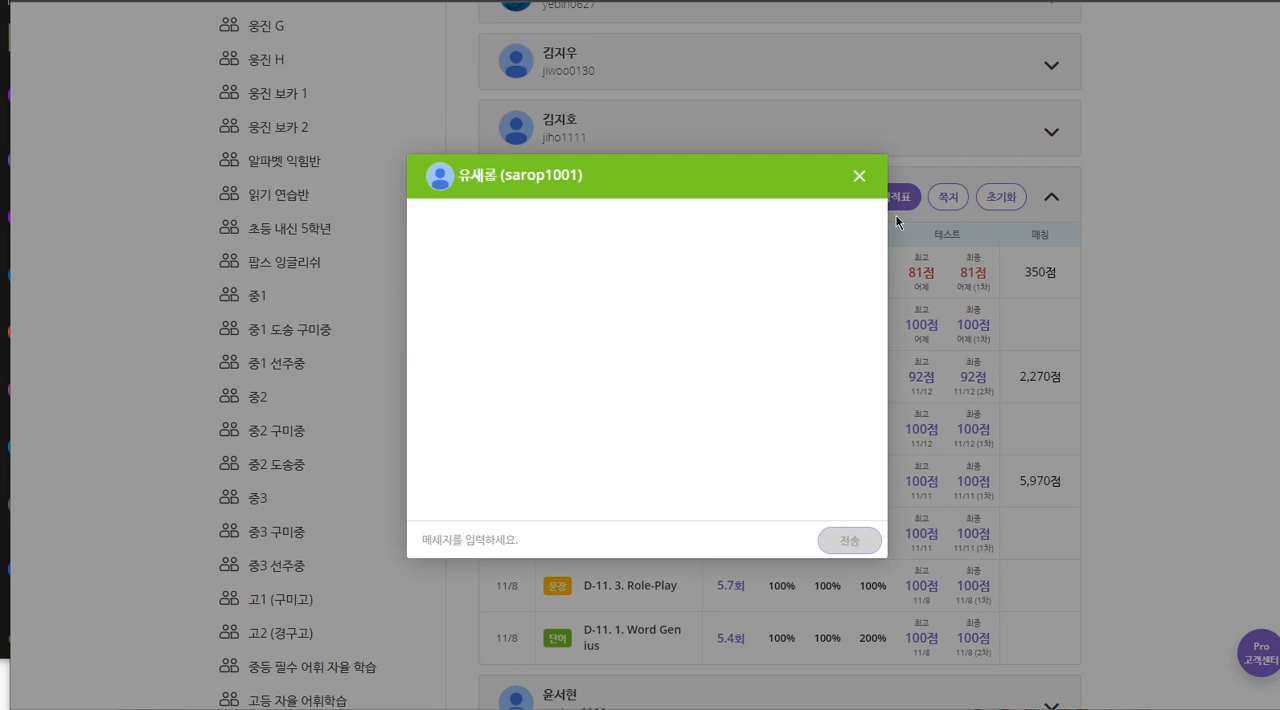 웅진 G
웅진 H
웅진 보카 1
웅진 보카 2
알파벳 익힘반
읽기 연습반
초등 내신 5학년
팝스 잉글리쉬
중1
중1 도송 구미중
중1 선주중
중2
중2 구미중
중2 도송중
중3
중3 구미중
중3 선주중
고1 (구미고)
고2 (경구고)
중등 필수 어휘 자율 학습
고등 자율 어휘학습
yebin0627
김지우
jiwoo0130
김지호
jiho1111
유새롬 (sarop1001)
메세지를 입력하세요.
전송
적표 쪽지 초기화
테스트 매칭
최고 최종
81점 81점 350점
어제 어제 (1차)
최고 최종
100점 100점
어제 어제 (1차)
최고 최종
92점 92점 2,270점
11/12 11/12 (2차)
최고 최종
100점 100점
11/12 11/12 (1차)
최고 최종
100점 100점 5,970점
11/11 11/11 (1차)
최고 최종
100점 100점
11/11 11/11 (1차)
최고 최종
11/8 문장 D-11. 3. Role-Play 5.7회 100% 100% 100% 100점 100점
11/8 11/8 (1차)
최고 최종
11/8 단어 D-11. 1. Word Gen
ius 5.4회 100% 100% 200% 100점 100점
11/8 11/8 (2차)
윤서현
Pro
고객센터